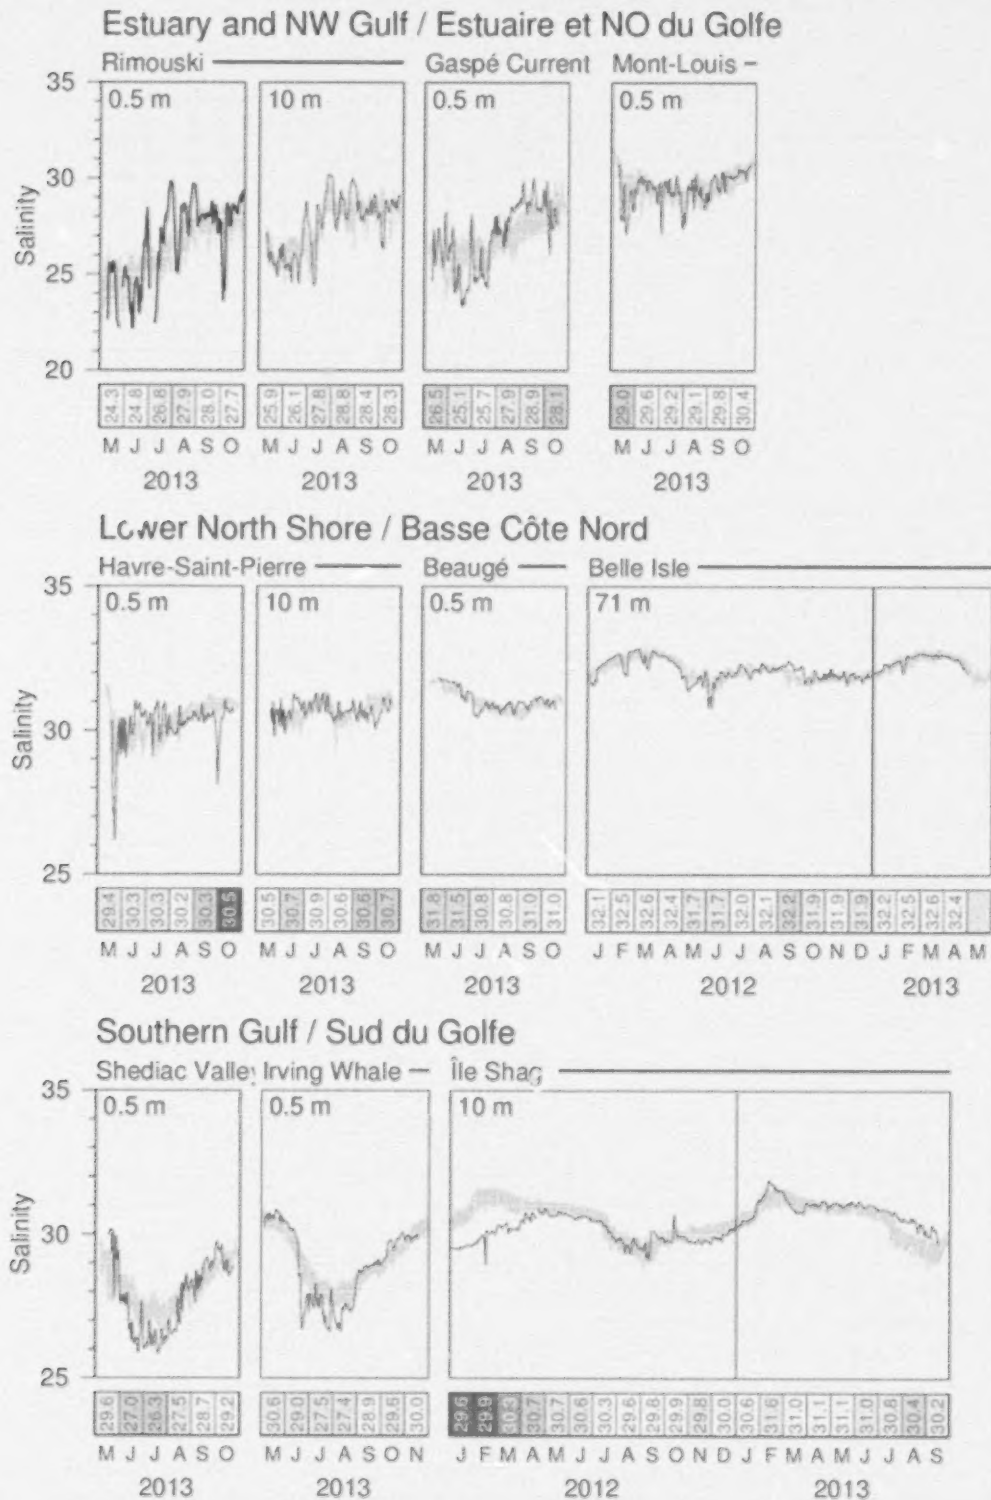 Estuary and NW Gulf / Estuaire et NO du Golfe
Rimouski Gaspé Current Mont-Louis
35 0.5 m 10 m 0.5 m 0.5 m
30
Salinity
25
20
24.3 24.8 26.8 27.9 28.0 27.7 25.9 26.1 27.8 28.8 28.4 28.3 26.5 25.1 25.7 27.9 28.9 28.1 29.0 29.6 29.2 29.1 29.8 30.4
M J J A S O M J J A S O M J J A S O M J J A S O
2013 2013 2013 2013
Lower North Shore / Basse Côte Nord
Havre-Saint-Pierre Beaugé Belle Isle
35 0.5 m 10 m 0.5 m 71 m
Salinity
30
25
29.4 30.3 30.3 30.2 30.3 30.5 30.5 30.7 30.9 30.6 30.6 30.7 31.8 31.5 30.8 30.8 31.0 31.0 32.1 32.5 32.6 32.4 31.7 31.7 32.0 32.1 32.2 31.9 31.9 31.9 32.2 32.5 32.6 32.4
M J J A S O M J J A S O M J J A S O J F M A M J J A S O N D J F M A M
2013 2013 2013 2012 2013
Southern Gulf / Sud du Golfe
Shediac Valley Irving Whale Île Shag
35 0.5 m 0.5 m 10 m
Salinity
30
25
29.6 27.0 26.3 27.5 28.7 29.2 30.6 29.0 27.5 27.4 28.9 29.6 30.0 29.6 29.9 30.3 30.7 30.7 30.6 30.3 29.6 29.8 29.9 29.8 30.0 30.6 31.6 31.0 31.1 31.1 31.0 30.8 30.4 30.2
M J J A S O M J J A S O N J F M A M J J A S O N D J F M A M J J A S
2013 2013 2012 2013